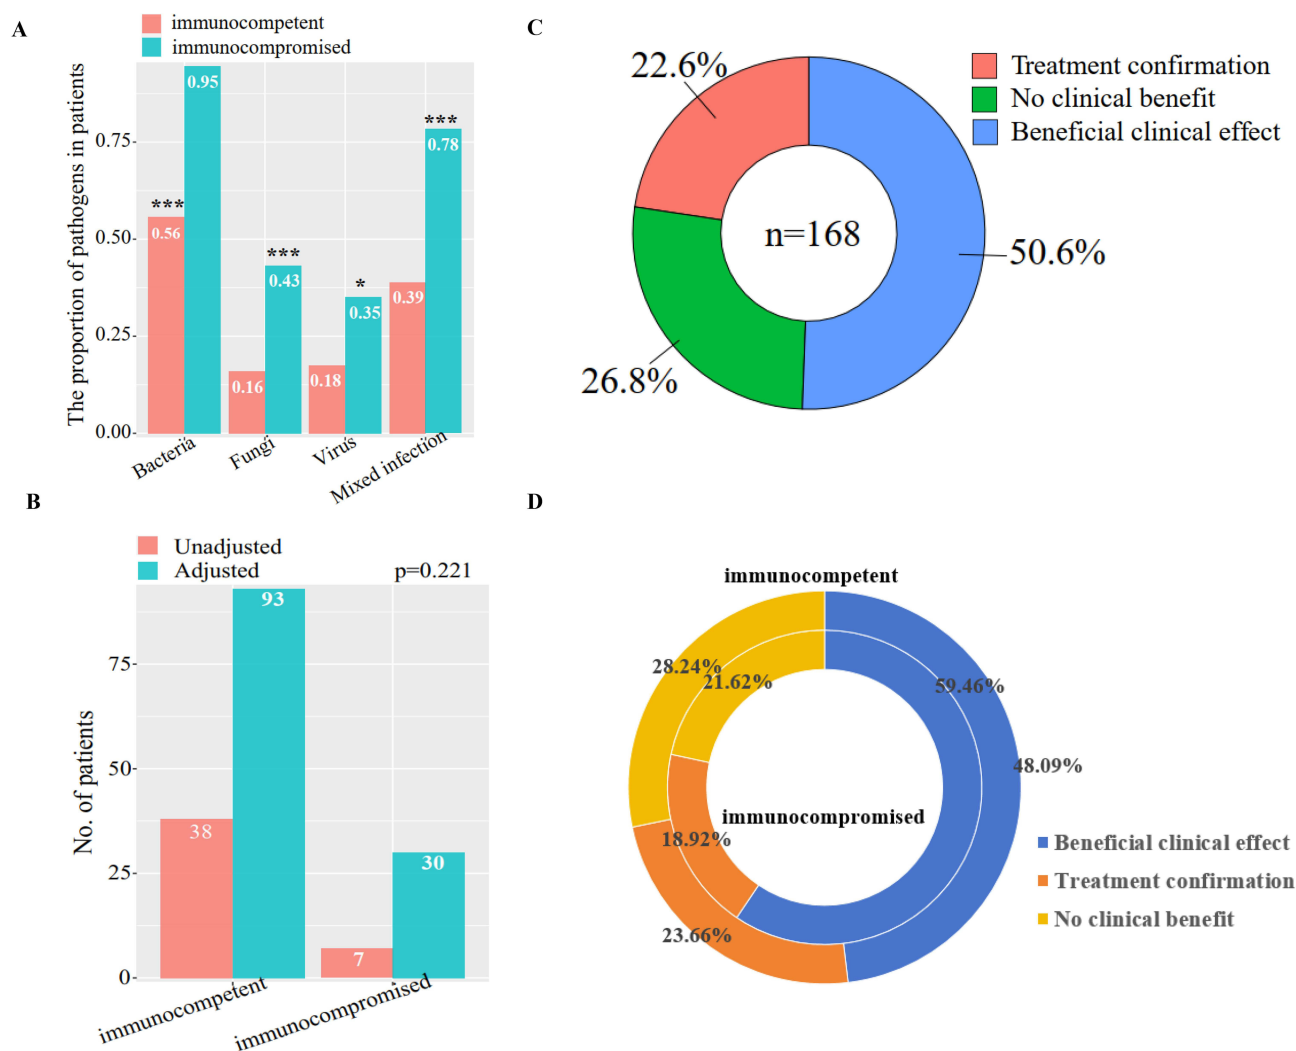 A
immunocompetent
immunocompromised
The proportion of pathogens in patients
0.75
0.50
0.25
0.00
***
0.56
0.95
0.16
***
0.43
0.18
*
0.35
0.39
***
0.78
Bacteria
Fungi
Virus
Mixed infection
B
Unadjusted
Adjusted
p=0.221
No. of patients
75
50
25
0
38
93
7
30
immunocompetent
immunocompromised
C
22.6%
26.8%
50.6%
n=168
Treatment confirmation
No clinical benefit
Beneficial clinical effect
D
immunocompetent
28.24%
21.62%
59.46%
48.09%
immunocompromised
18.92%
23.66%
Beneficial clinical effect
Treatment confirmation
No clinical benefit